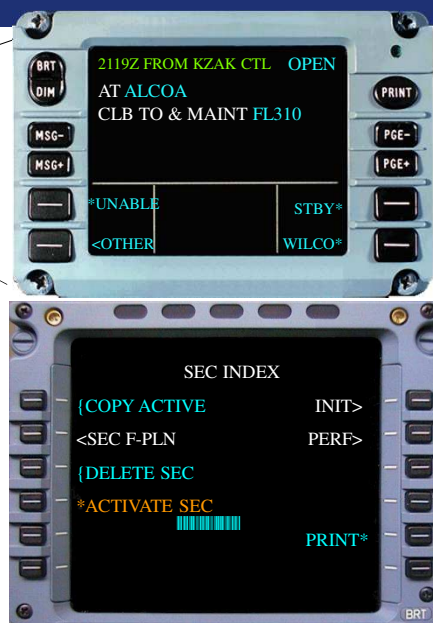 BRT
DIM
2119Z FROM KZAK CTL OPEN
AT ALCOA
CLB TO & MAINT FL310
PRINT
MSG-
MSG+
PGE-
PGE+
*UNABLE
STBY*
<OTHER
WILCO*
SEC INDEX
{COPY ACTIVE INIT>
<SEC F-PLN PERF>
{DELETE SEC
*ACTIVATE SEC
PRINT*
BRT